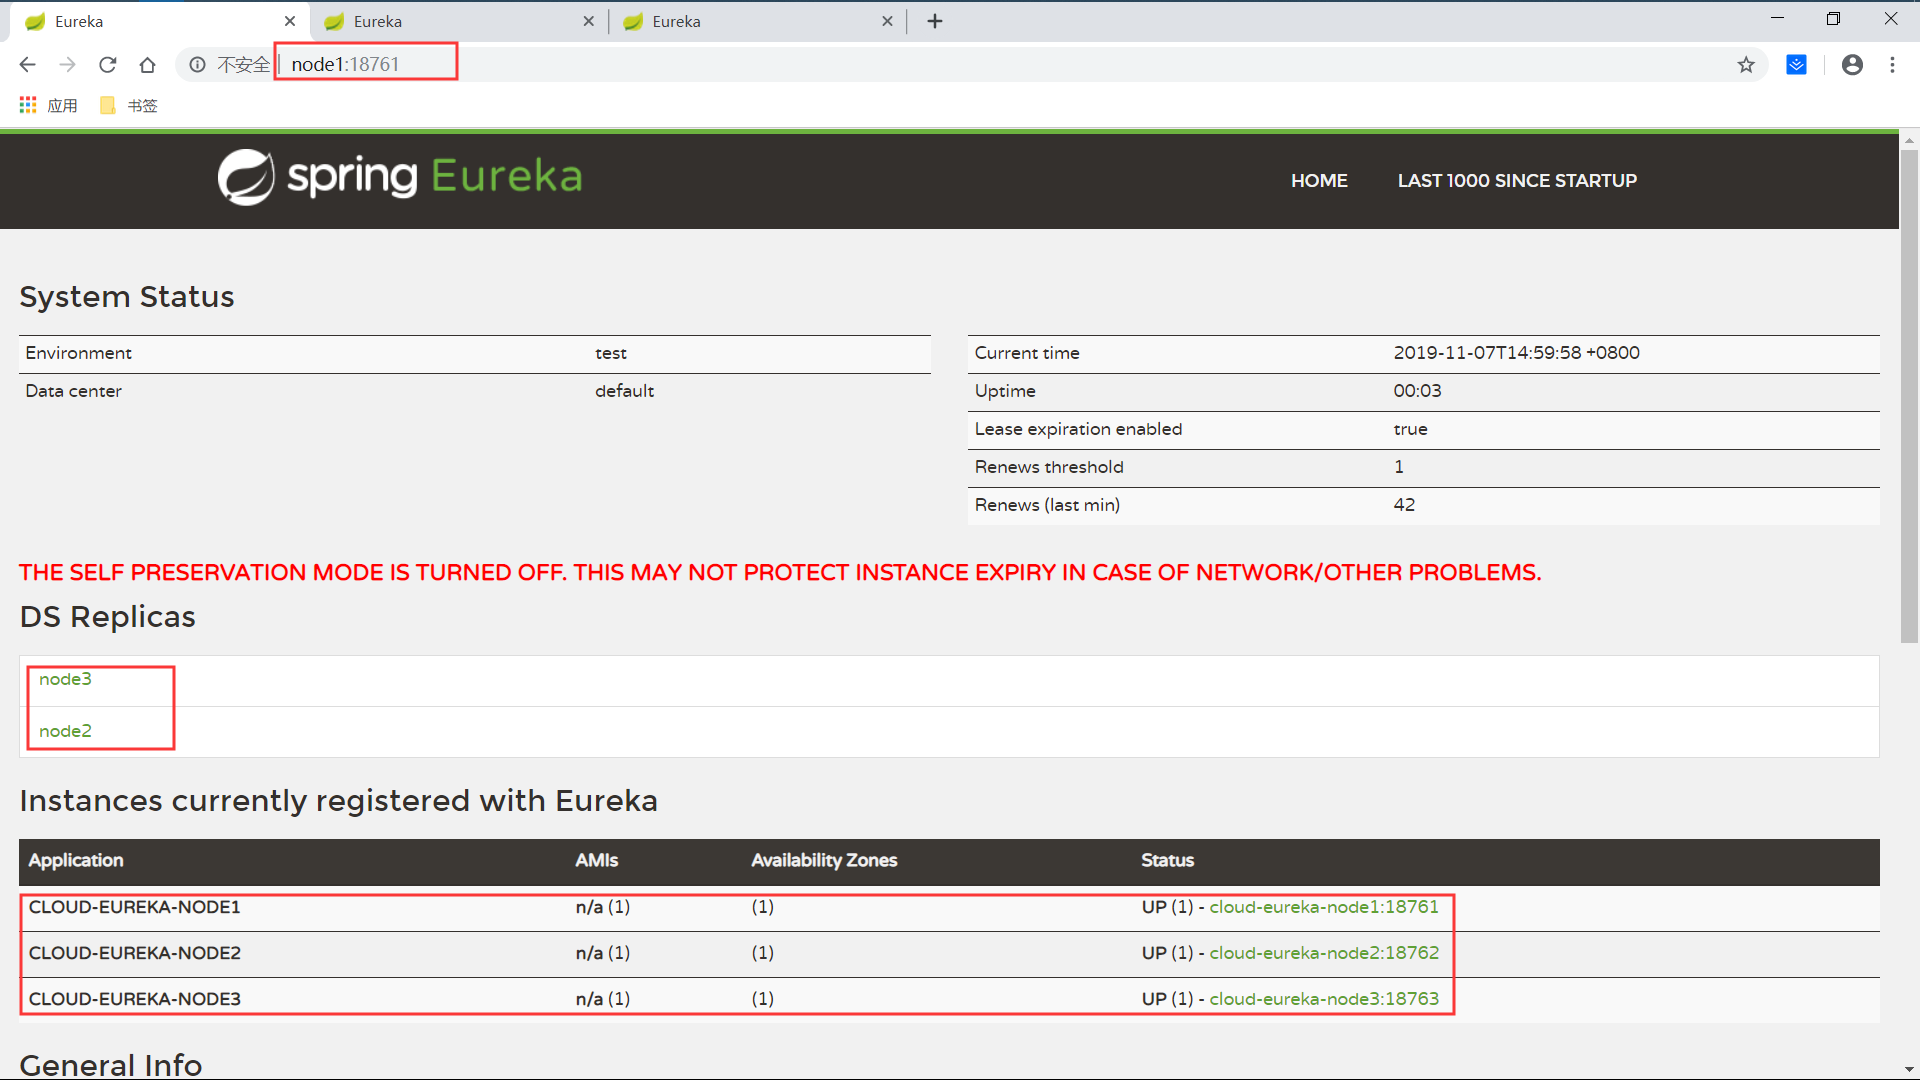 Eureka Eureka Eureka
不安全 | node1:18761
应用 书签
spring Eureka
HOME LAST 1000 SINCE STARTUP
System Status
Environment test
Data center default
Current time 2019-11-07T14:59:58 +0800
Uptime 00:03
Lease expiration enabled true
Renews threshold 1
Renews (last min) 42
THE SELF PRESERVATION MODE IS TURNED OFF. THIS MAY NOT PROTECT INSTANCE EXPIRY IN CASE OF NETWORK/OTHER PROBLEMS.
DS Replicas
node3
node2
Instances currently registered with Eureka
Application AMIs Availability Zones Status
CLOUD-EUREKA-NODE1 n/a (1) (1) UP (1) - cloud-eureka-node1:18761
CLOUD-EUREKA-NODE2 n/a (1) (1) UP (1) - cloud-eureka-node2:18762
CLOUD-EUREKA-NODE3 n/a (1) (1) UP (1) - cloud-eureka-node3:18763
General Info